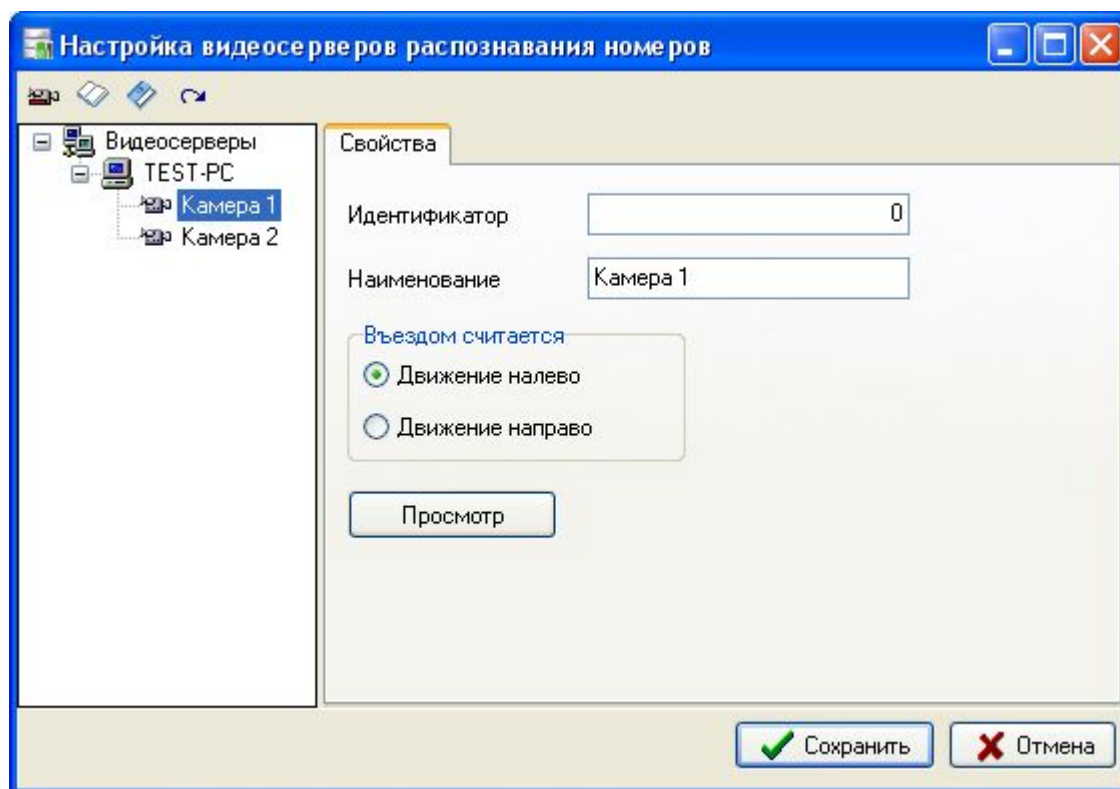 Настройка видеосерверов распознавания номеров
Видеосерверы
TEST-PC
Камера 1
Камера 2
Свойства
Идентификатор 0
Наименование Камера 1
Въездом считается
Движение налево
Движение направо
Просмотр
Сохранить Отмена